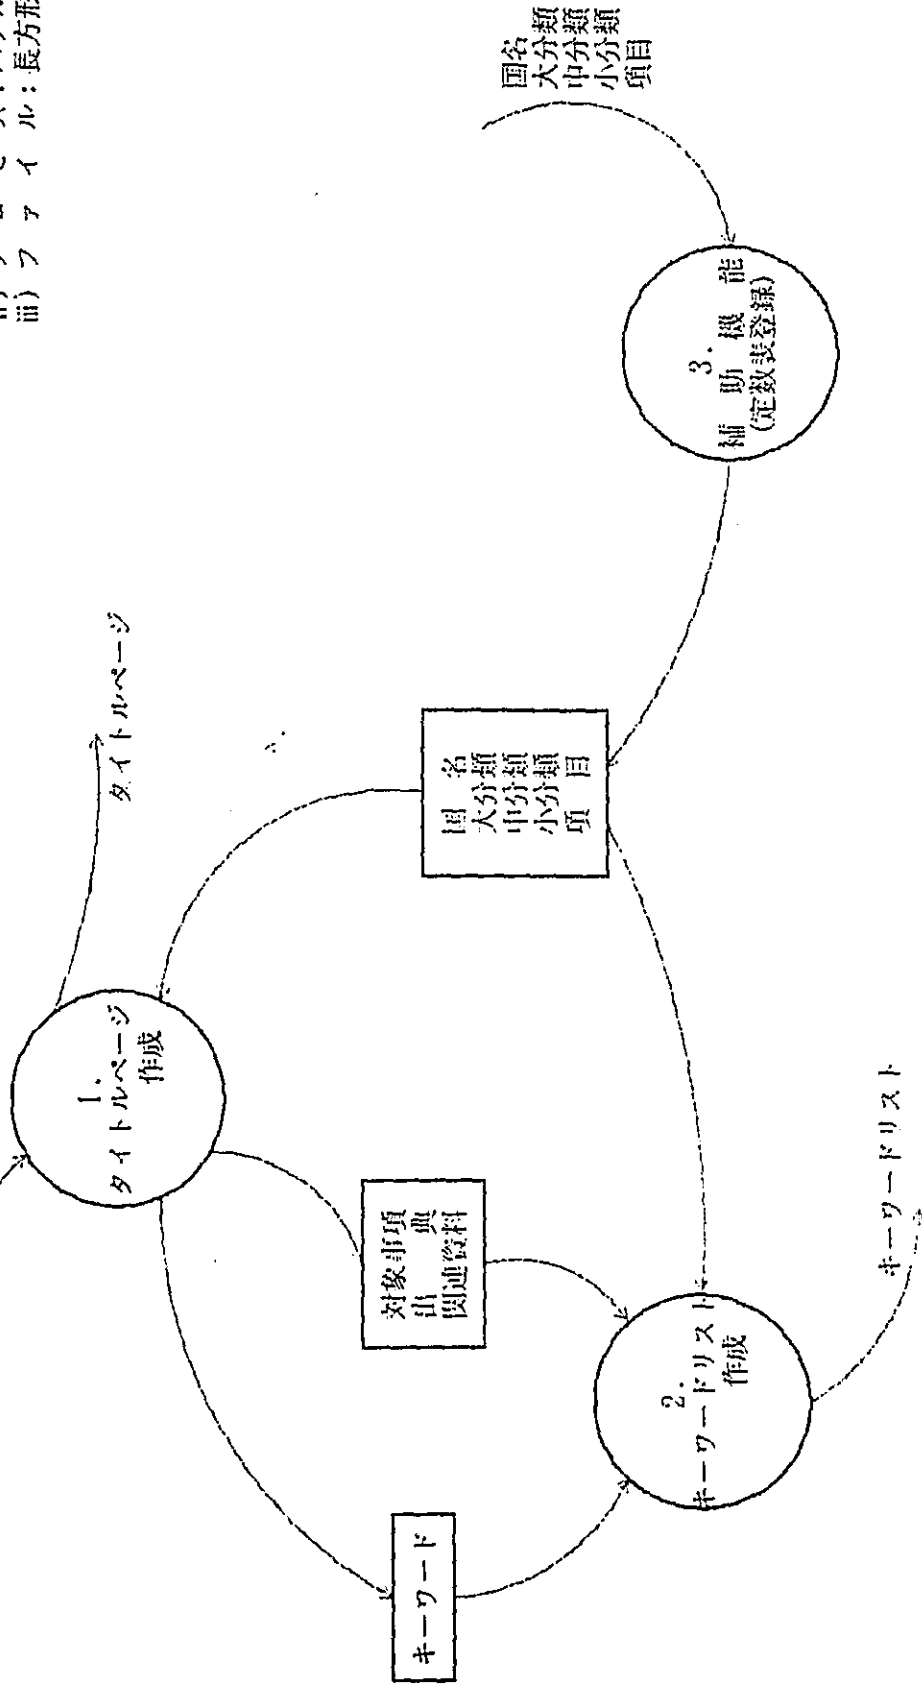 iii) ファイル：長方形
1.
タイトルページ
作成
タイトルページ
キーワード
対象事項
出典
関連資料
国名
大分類
中分類
小分類
項目
国名
大分類
中分類
小分類
項目
2.
キーワードリスト
作成
キーワードリスト
3.
補助機能
(定数表登録)